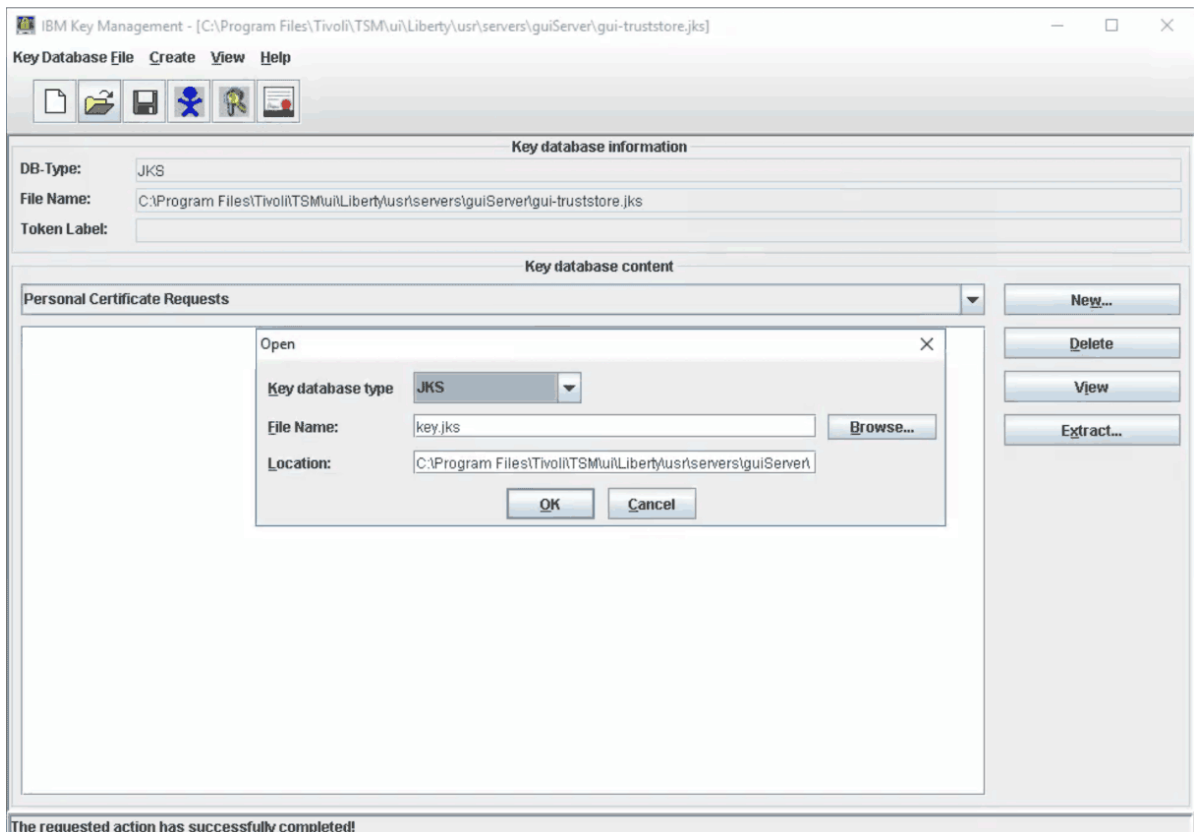 IBM Key Management - [C:\Program Files\Tivoli\TSM\ui\Liberty\usr\servers\guiServer\gui-truststore.jks]
Key Database File Create View Help
Key database information
DB-Type: JKS
File Name: C:\Program Files\Tivoli\TSM\ui\Liberty\usr\servers\guiServer\gui-truststore.jks
Token Label:
Key database content
Personal Certificate Requests
New...
Open
Delete
Key database type JKS
View
File Name: key.jks Browse...
Extract...
Location: C:\Program Files\Tivoli\TSM\ui\Liberty\usr\servers\guiServer\
OK Cancel
The requested action has successfully completed!